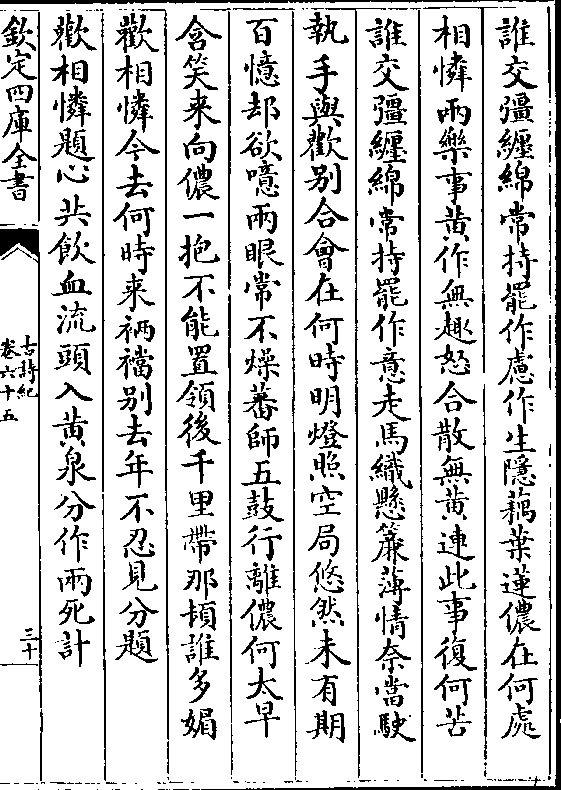 誰交彊纏綿常持罷作慮作生隱藕葉蓮儂在何處
相憐兩樂事黃作無趣怒合散無黃連此事復何苦
誰交彊纏綿常持罷作意走馬織懸簾薄情奈當駛
執手與歡别合會在何時明燈照空局悠然未有期
百憶却欲噫兩眼常不燥蕃師五鼓行離儂何太早
含笑来向儂一抱不能置領後千里帶那頓誰多媚
歡相憐今去何時来裲襠别去年不忍見分題
歡相憐題心共飲血流頭入黃泉分作兩死計
欽定四庫全書
古詩紀
卷六十五
三十